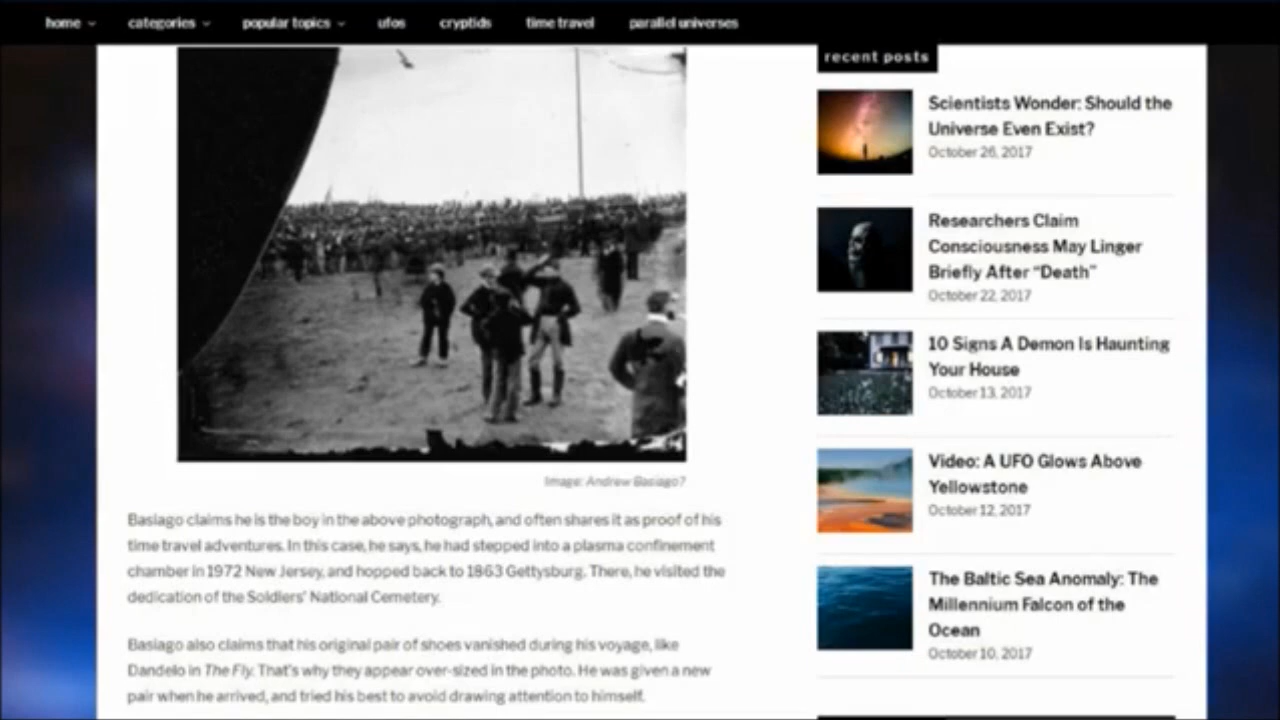 home categories popular topics ufos cryptids time travel parallel universes
Image: Andrew Basiago?
Basiago claims he is the boy in the above photograph, and often shares it as proof of his
time travel adventures. In this case, he says, he had stepped into a plasma confinement
chamber in 1972 New Jersey, and hopped back to 1863 Gettysburg. There, he visited the
dedication of the Soldiers' National Cemetery.
Basiago also claims that his original pair of shoes vanished during his voyage, like
Dandelo in The Fly. That's why they appear over-sized in the photo. He was given a new
pair when he arrived, and tried his best to avoid drawing attention to himself.
recent posts
Scientists Wonder: Should the
Universe Even Exist?
October 26, 2017
Researchers Claim
Consciousness May Linger
Briefly After “Death”
October 22, 2017
10 Signs A Demon Is Haunting
Your House
October 13, 2017
Video: A UFO Glows Above
Yellowstone
October 12, 2017
The Baltic Sea Anomaly: The
Millennium Falcon of the
Ocean
October 10, 2017